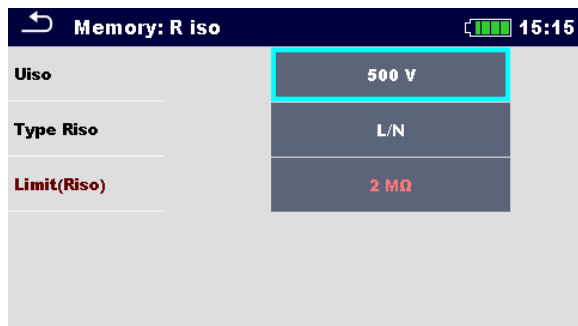 Memory: R iso 15:15
Uiso 500 V
Type Riso L/N
Limit(Riso) 2 MΩ